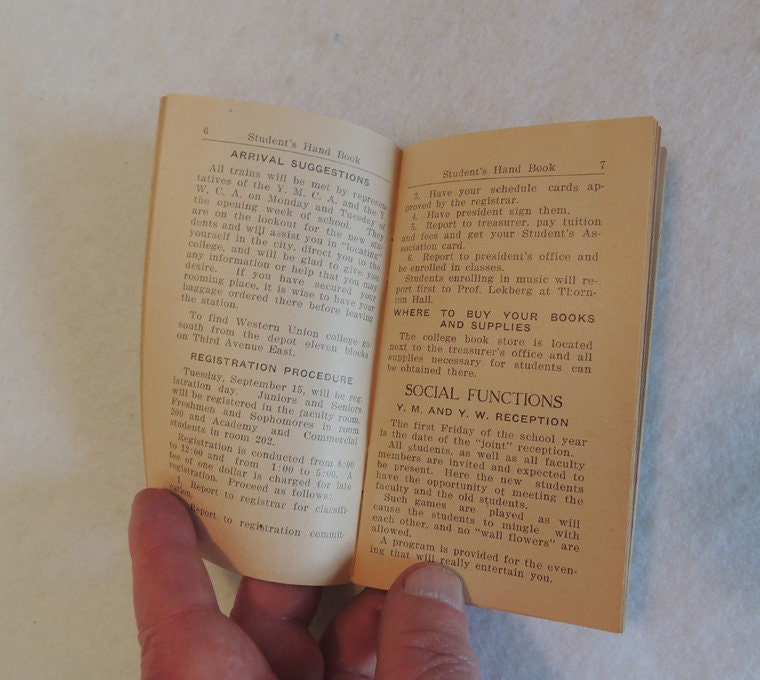 6
Student's Hand Book
ARRIVAL SUGGESTIONS
All trains will be met by represen-
tatives of the Y. M. C. A. and the Y.
W. C. A. on Monday and Tuesday of
the opening week of school. They
are on the lookout for the new stu-
dents and will assist you in "locating"
yourself in the city, direct you to the
college, and will be glad to give you
any information or help that you may
desire. If you have secured your
rooming place, it is wise to have your
baggage ordered there before leaving
the station.
To find Western Union college go
south from the depot eleven blocks
on Third Avenue East.
REGISTRATION PROCEDURE
Tuesday, September 15, will be reg-
istration day. Juniors and Seniors
will be registered in the faculty room,
Freshmen and Sophomores in room
200 and Academy and Commercial
students in room 202.
Registration is conducted from 8:00
to 12:00 and from 1:00 to 5:00. A
fee of one dollar is charged for late
registration. Proceed as follows:
1. Report to registrar for classifi-
cation.
Report to registration committ-
Student's Hand Book
7
3. Have your schedule cards ap-
proved by the registrar.
4. Have president sign them.
5. Report to treasurer, pay tuition
and fees and get your Student's As-
sociation card.
6. Report to president's office and
be enrolled in classes.
Students enrolling in music will re-
port first to Prof. Lekberg at Thorn-
ton Hall.
WHERE TO BUY YOUR BOOKS
AND SUPPLIES
The college book store is located
next to the treasurer's office and all
supplies necessary for students can
be obtained there.
SOCIAL FUNCTIONS
Y. M. AND Y. W. RECEPTION
The first Friday of the school year
is the date of the "joint" reception.
All students, as well as all faculty
members are invited and expected to
be present. Here the new students
have the opportunity of meeting the
faculty and the old students.
Such games are played as will
cause the students to mingle with
each other, and no "wall flowers" are
allowed.
A program is provided for the even-
ing that will really entertain you.